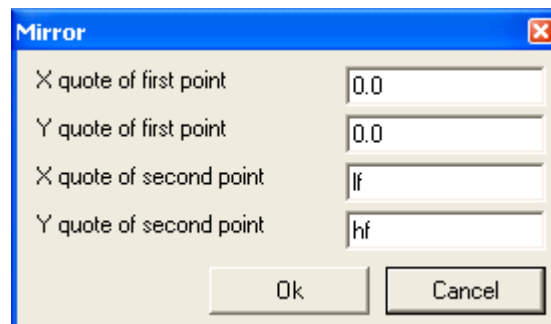 Mirror
X quote of first point 0.0
Y quote of first point 0.0
X quote of second point lf
Y quote of second point hf
Ok Cancel